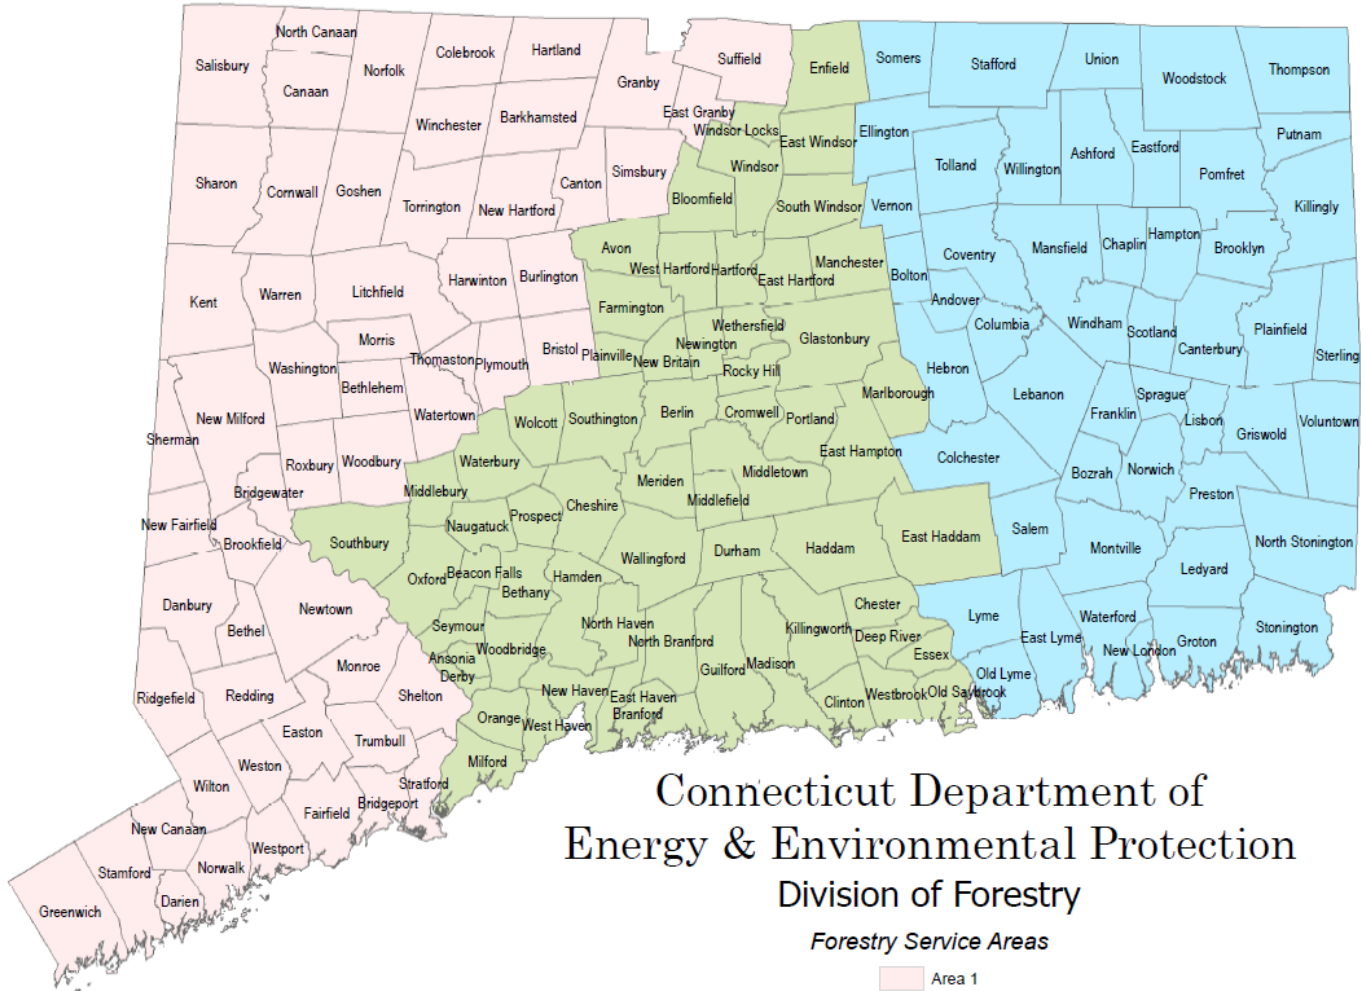 North Canaan
Salisbury
Canaan
Norfolk
Colebrook
Hartland
Granby
Suffield
Enfield
Somers
Stafford
Union
Woodstock
Thompson
Winchester
Barkhamsted
East Granby
Windsor Locks
East Windsor
Ellington
Tolland
Willington
Ashford
Eastford
Pomfret
Putnam
Sharon
Cornwall
Goshen
Torrington
New Hartford
Canton
Simsbury
Bloomfield
Windsor
South Windsor
Vernon
Killingly
Kent
Warren
Litchfield
Harwinton
Burlington
Avon
West Hartford
Hartford
East Hartford
Manchester
Bolton
Coventry
Mansfield
Chaplin
Hampton
Brooklyn
Andover
Morris
Farmington
Wethersfield
Newington
Glastonbury
Columbia
Windham
Scotland
Canterbury
Plainfield
Sterling
Washington
Bethlehem
Thomaston
Plymouth
Bristol
Plainville
New Britain
Rocky Hill
Hebron
Marlborough
Lebanon
Franklin
Sprague
Lisbon
Griswold
Voluntown
New Milford
Sherman
Watertown
Wolcott
Southington
Berlin
Cromwell
Portland
East Hampton
Colchester
Bozrah
Norwich
Preston
Roxbury
Woodbury
Bridgewater
Waterbury
Middlebury
Meriden
Middletown
Middlefield
New Fairfield
Brookfield
Southbury
Naugatuck
Prospect
Cheshire
Wallingford
Durham
Haddam
East Haddam
Salem
Montville
North Stonington
Ledyard
Oxford
Beacon Falls
Bethany
Hamden
Danbury
Bethel
Newtown
Seymour
Woodbridge
North Haven
North Branford
Killingworth
Chester
Deep River
Essex
Lyme
East Lyme
Waterford
New London
Groton
Stonington
Monroe
Ansonia
Derby
Guilford
Madison
Old Lyme
Ridgefield
Redding
Shelton
New Haven
East Haven
Branford
Clinton
Westbrook
Old Saybrook
Easton
Trumbull
Orange
West Haven
Milford
Weston
Wilton
Stratford
Bridgeport
Fairfield
New Canaan
Westport
Norwalk
Stamford
Darien
Greenwich
Connecticut Department of
Energy & Environmental Protection
Division of Forestry
Forestry Service Areas
Area 1